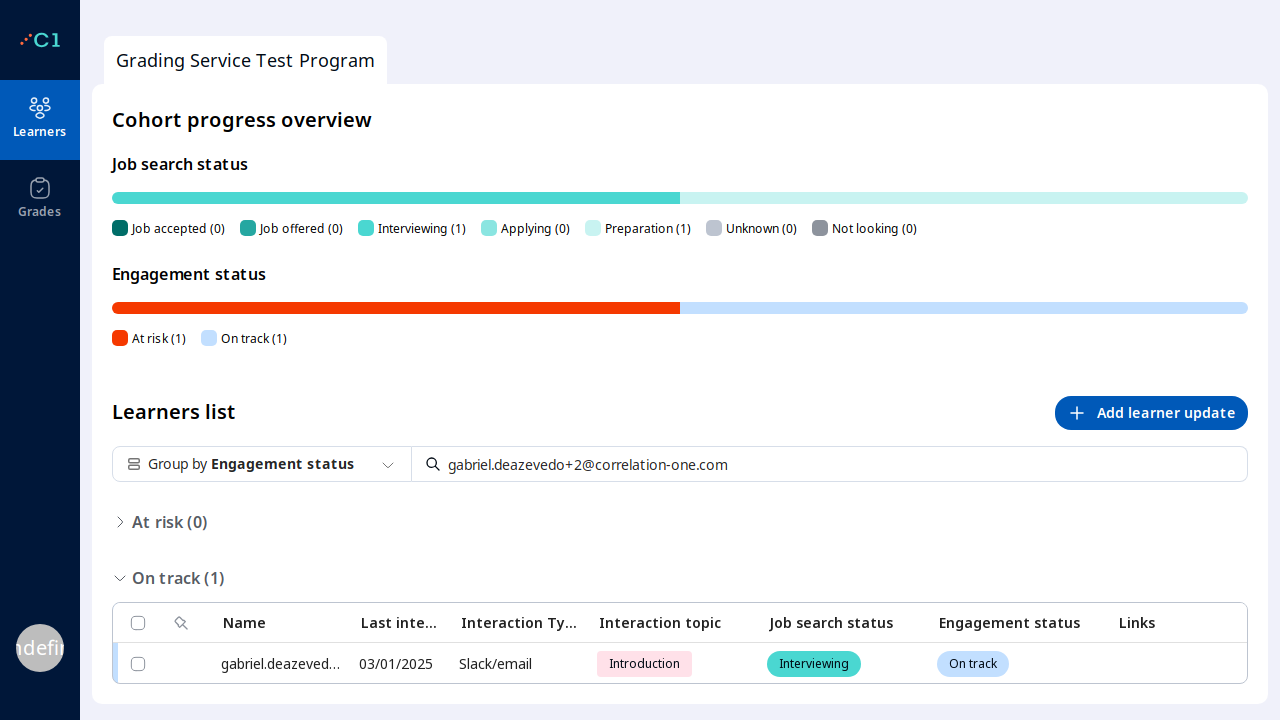 C1
Learners
Grades
ndefin
Grading Service Test Program
Cohort progress overview
Job search status
Job accepted (0) Job offered (0) Interviewing (1) Applying (0) Preparation (1) Unknown (0) Not looking (0)
Engagement status
At risk (1) On track (1)
Learners list
Add learner update
Group by Engagement status
gabriel.deazevedo+2@correlation-one.com
At risk (0)
On track (1)
Name Last inte... Interaction Ty... Interaction topic Job search status Engagement status Links
gabriel.deazeved... 03/01/2025 Slack/email Introduction Interviewing On track